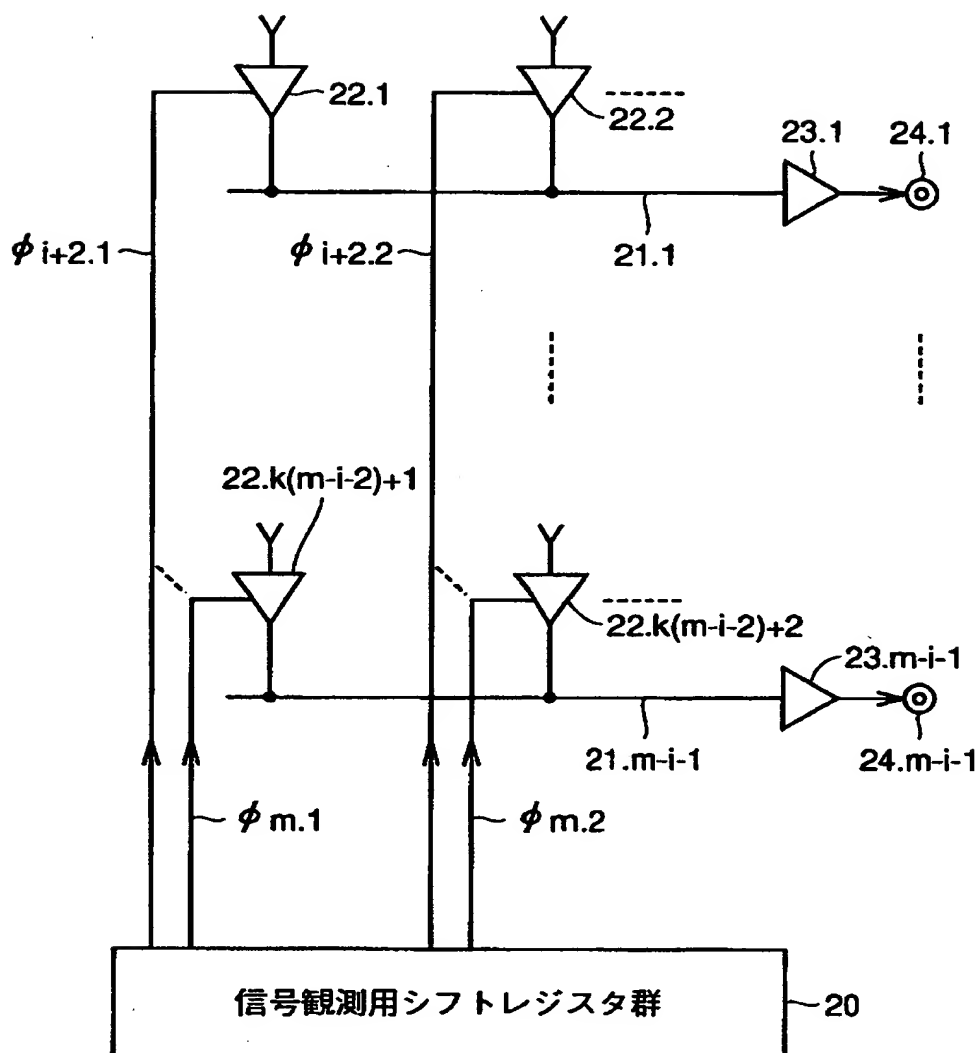 22.1
22.2
23.1
24.1
φ i+2.1
φ i+2.2
21.1
22.k(m-i-2)+1
22.k(m-i-2)+2
23.m-i-1
21.m-i-1
24.m-i-1
φ m.1
φ m.2
信号観測用シフトレジスタ群
20